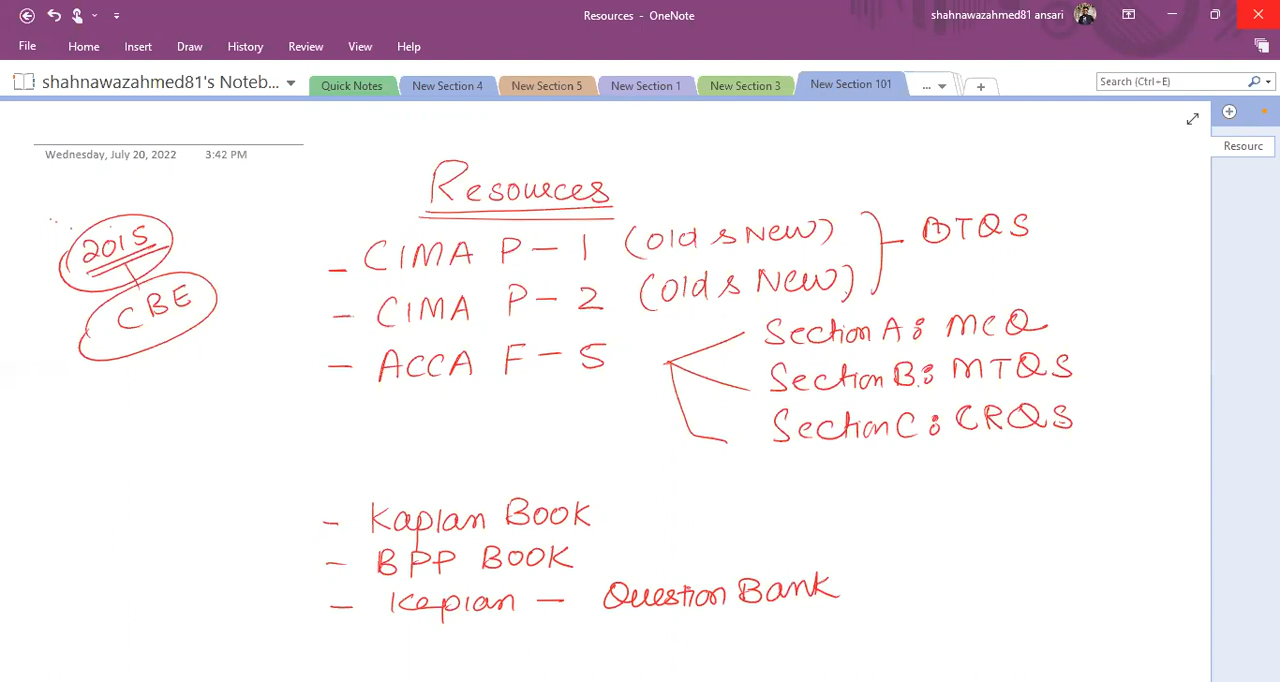 Resources - OneNote
shahnawazahmed81 ansari
File Home Insert Draw History Review View Help
shahnawazahmed81's Noteb...
Quick Notes New Section 4 New Section 5 New Section 1 New Section 3 New Section 101 ...
Search (Ctrl+E)
Resourc
Wednesday, July 20, 2022 3:42 PM
Resources
2015
CBE
- CIMA P-1 (Old & New)
- CIMA P-2 (Old & New)
OTQS
- ACCA F-5
Section A: MCQ
Section B: MTQS
Section C: CRQS
- Kaplan BOOK
- BPP BOOK
- Kaplan - Question Bank